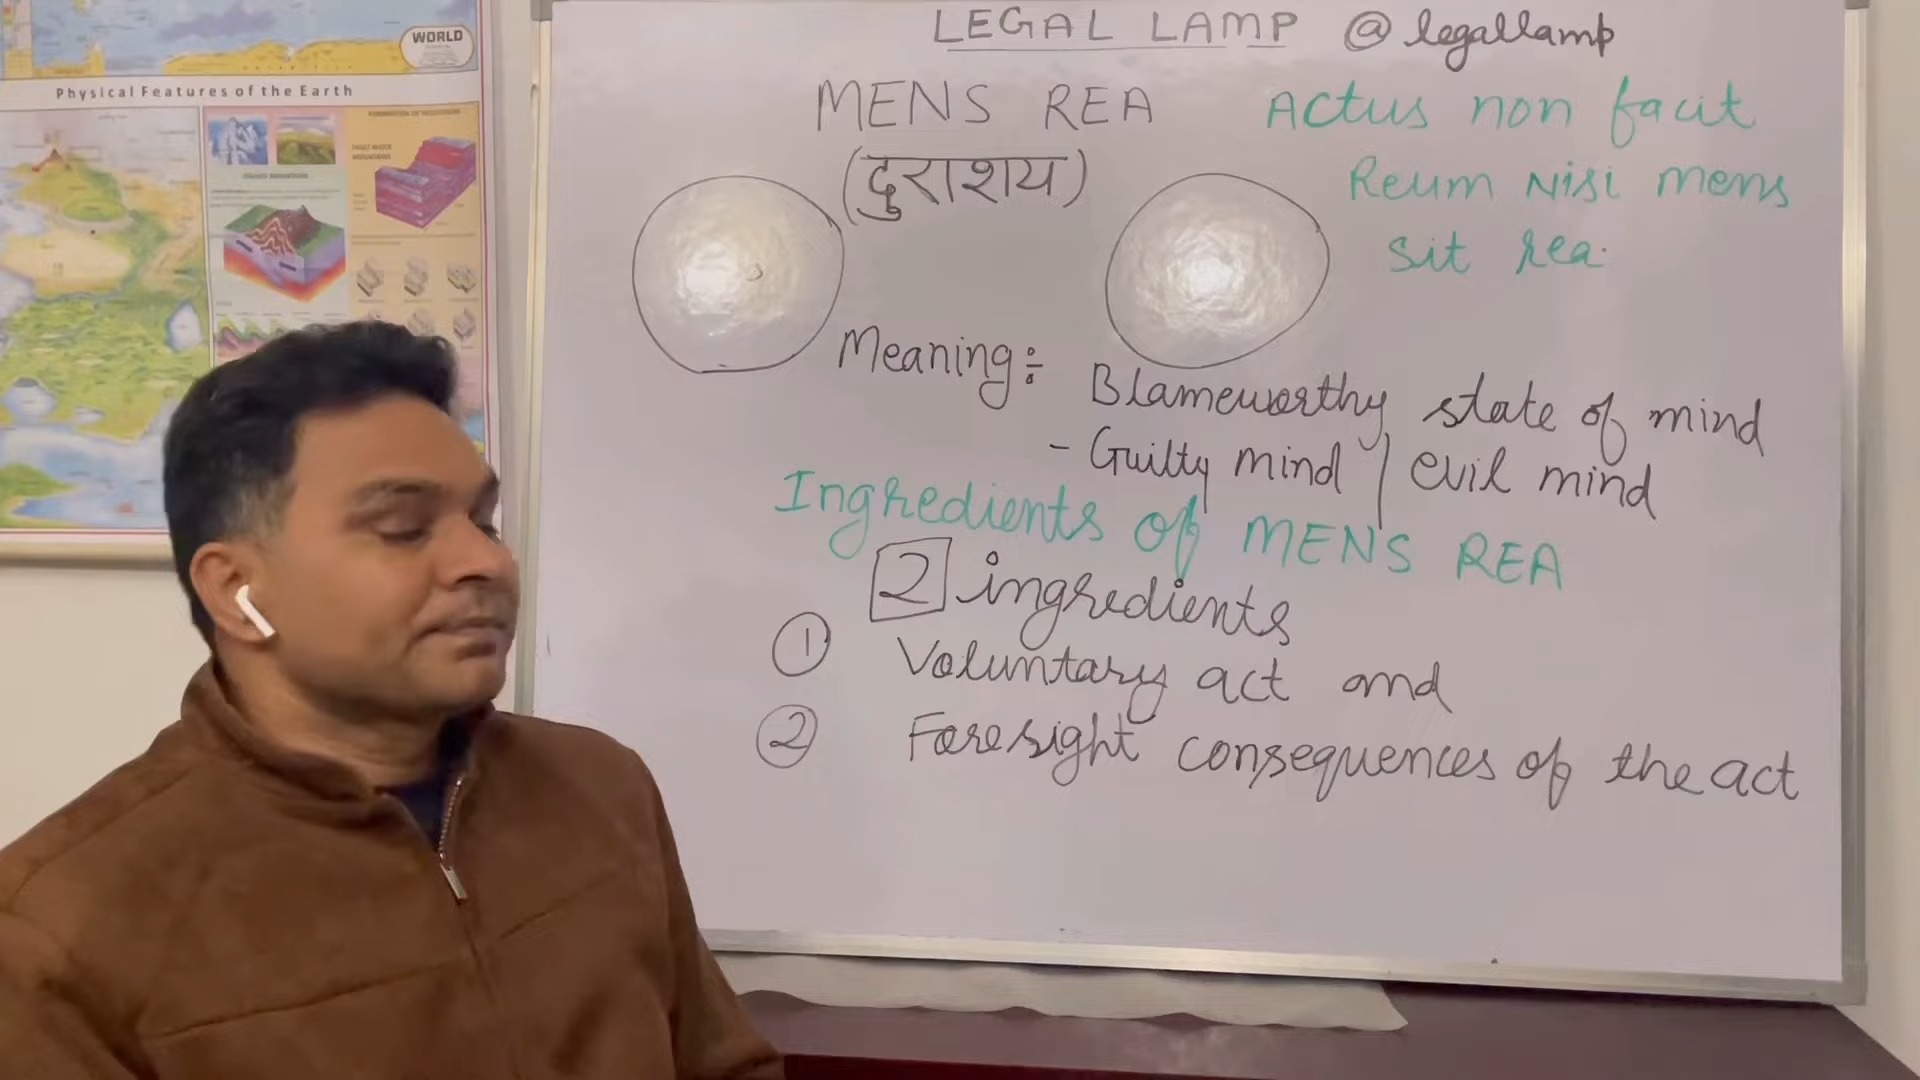 WORLD
Physical Features of the Earth
LEGAL LAMP @legallamp
MENS REA
(दुराशय)
Actus non facit
Reum Nisi mens
sit rea.
Meaning:
Blameworthy state of mind
- Guilty mind / evil mind
Ingredients of MENS REA
2 ingredients
① Voluntary act and
② Foresight consequences of the act